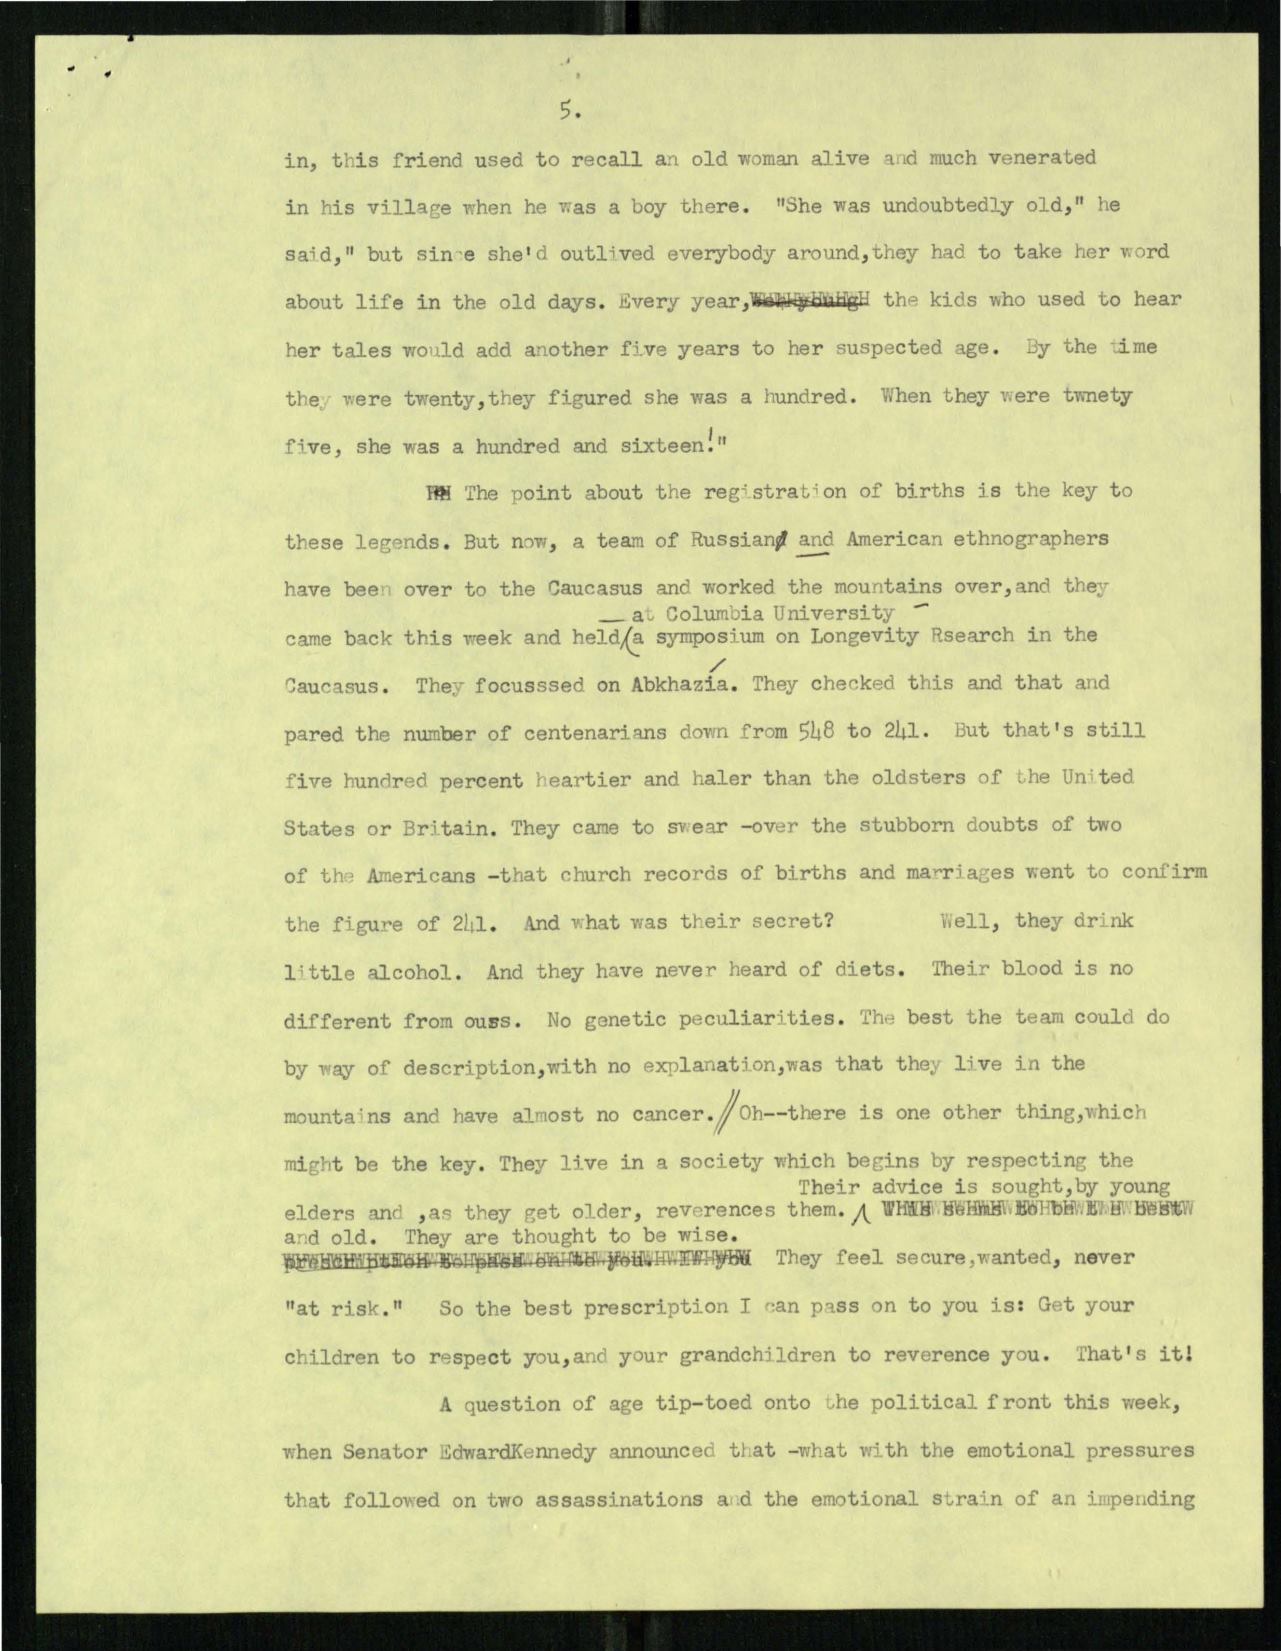 5.
in, this friend used to recall an old woman alive and much venerated
in his village when he was a boy there. "She was undoubtedly old," he
said," but since she'd outlived everybody around,they had to take her word
about life in the old days. Every year, the kids who used to hear
her tales would add another five years to her suspected age. By the time
they were twenty,they figured she was a hundred. When they were twnety
five, she was a hundred and sixteen!"
The point about the registration of births is the key to
these legends. But now, a team of Russian and American ethnographers
have been over to the Caucasus and worked the mountains over,and they
at Columbia University
came back this week and held a symposium on Longevity Rsearch in the
Caucasus. They focusssed on Abkhazía. They checked this and that and
pared the number of centenarians down from 548 to 241. But that's still
five hundred percent heartier and haler than the oldsters of the United
States or Britain. They came to swear -over the stubborn doubts of two
of the Americans -that church records of births and marriages went to confirm
the figure of 241. And what was their secret? Well, they drink
little alcohol. And they have never heard of diets. Their blood is no
different from ours. No genetic peculiarities. The best the team could do
by way of description,with no explanation,was that they live in the
mountains and have almost no cancer.//Oh--there is one other thing,which
might be the key. They live in a society which begins by respecting the
Their advice is sought,by young
elders and ,as they get older, reverences them. This seems to be the best
and old. They are thought to be wise.
prescription to pass on to you. If you They feel secure,wanted, never
"at risk." So the best prescription I can pass on to you is: Get your
children to respect you,and your grandchildren to reverence you. That's it!
A question of age tip-toed onto the political front this week,
when Senator EdwardKennedy announced that -what with the emotional pressures
that followed on two assassinations and the emotional strain of an impending